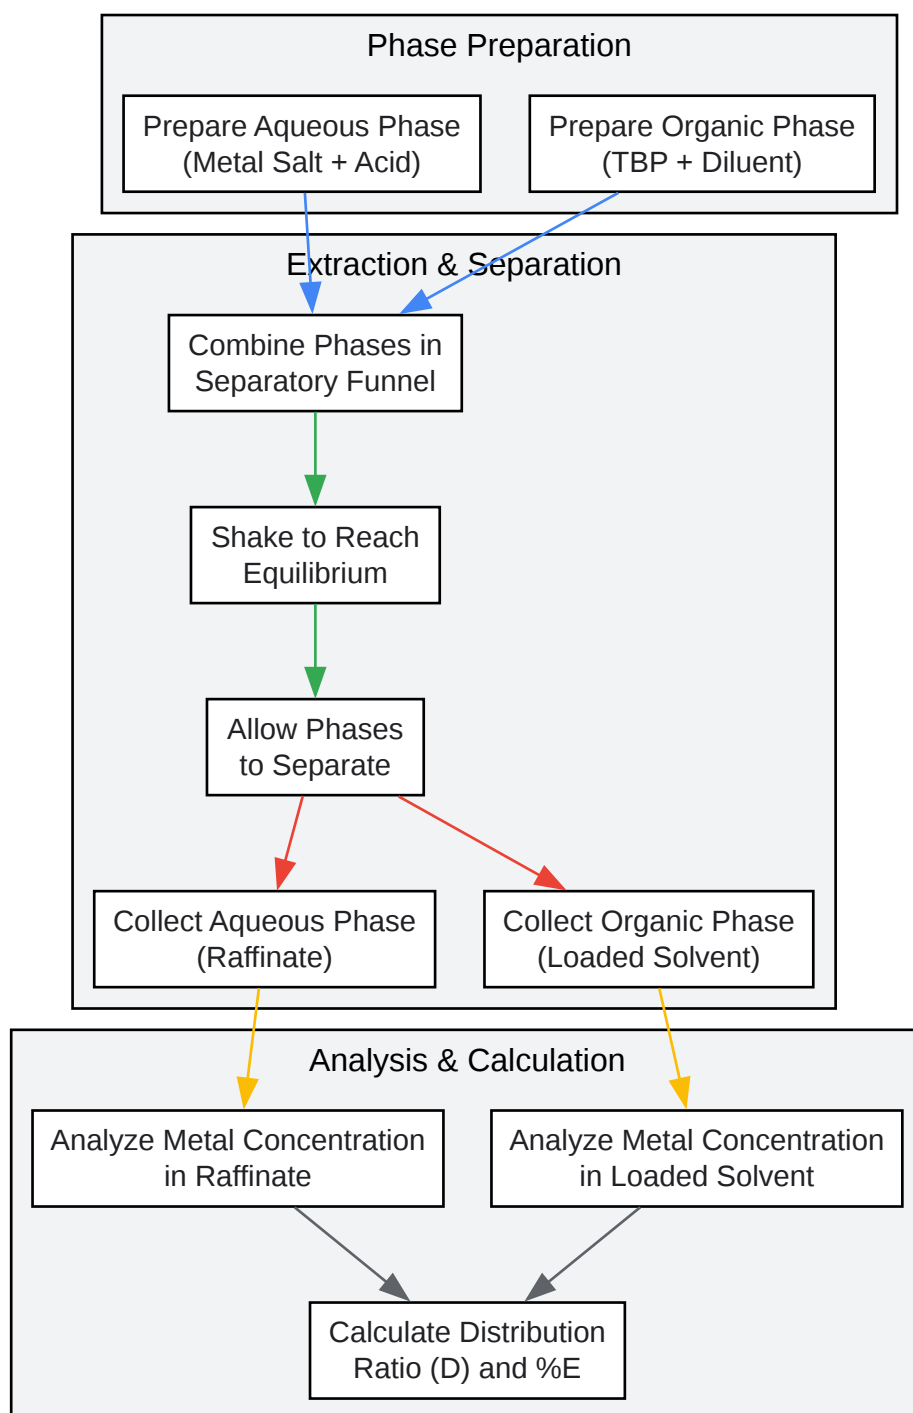 Phase Preparation
Prepare Aqueous Phase
(Metal Salt + Acid)
Prepare Organic Phase
(TBP + Diluent)
Extraction & Separation
Combine Phases in
Separatory Funnel
Shake to Reach
Equilibrium
Allow Phases
to Separate
Collect Aqueous Phase
(Raffinate)
Collect Organic Phase
(Loaded Solvent)
Analysis & Calculation
Analyze Metal Concentration
in Raffinate
Analyze Metal Concentration
in Loaded Solvent
Calculate Distribution
Ratio (D) and %E